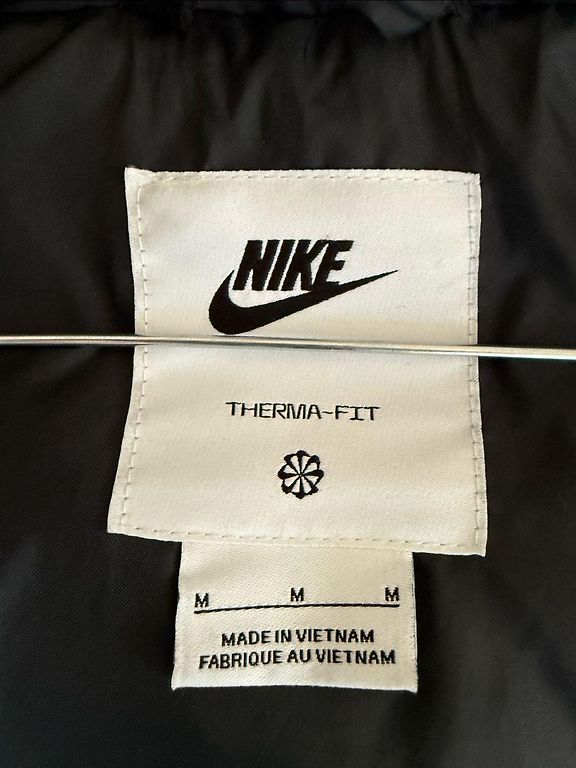 NIKE
THERMA-FIT
M M M
MADE IN VIETNAM
FABRIQUE AU VIETNAM